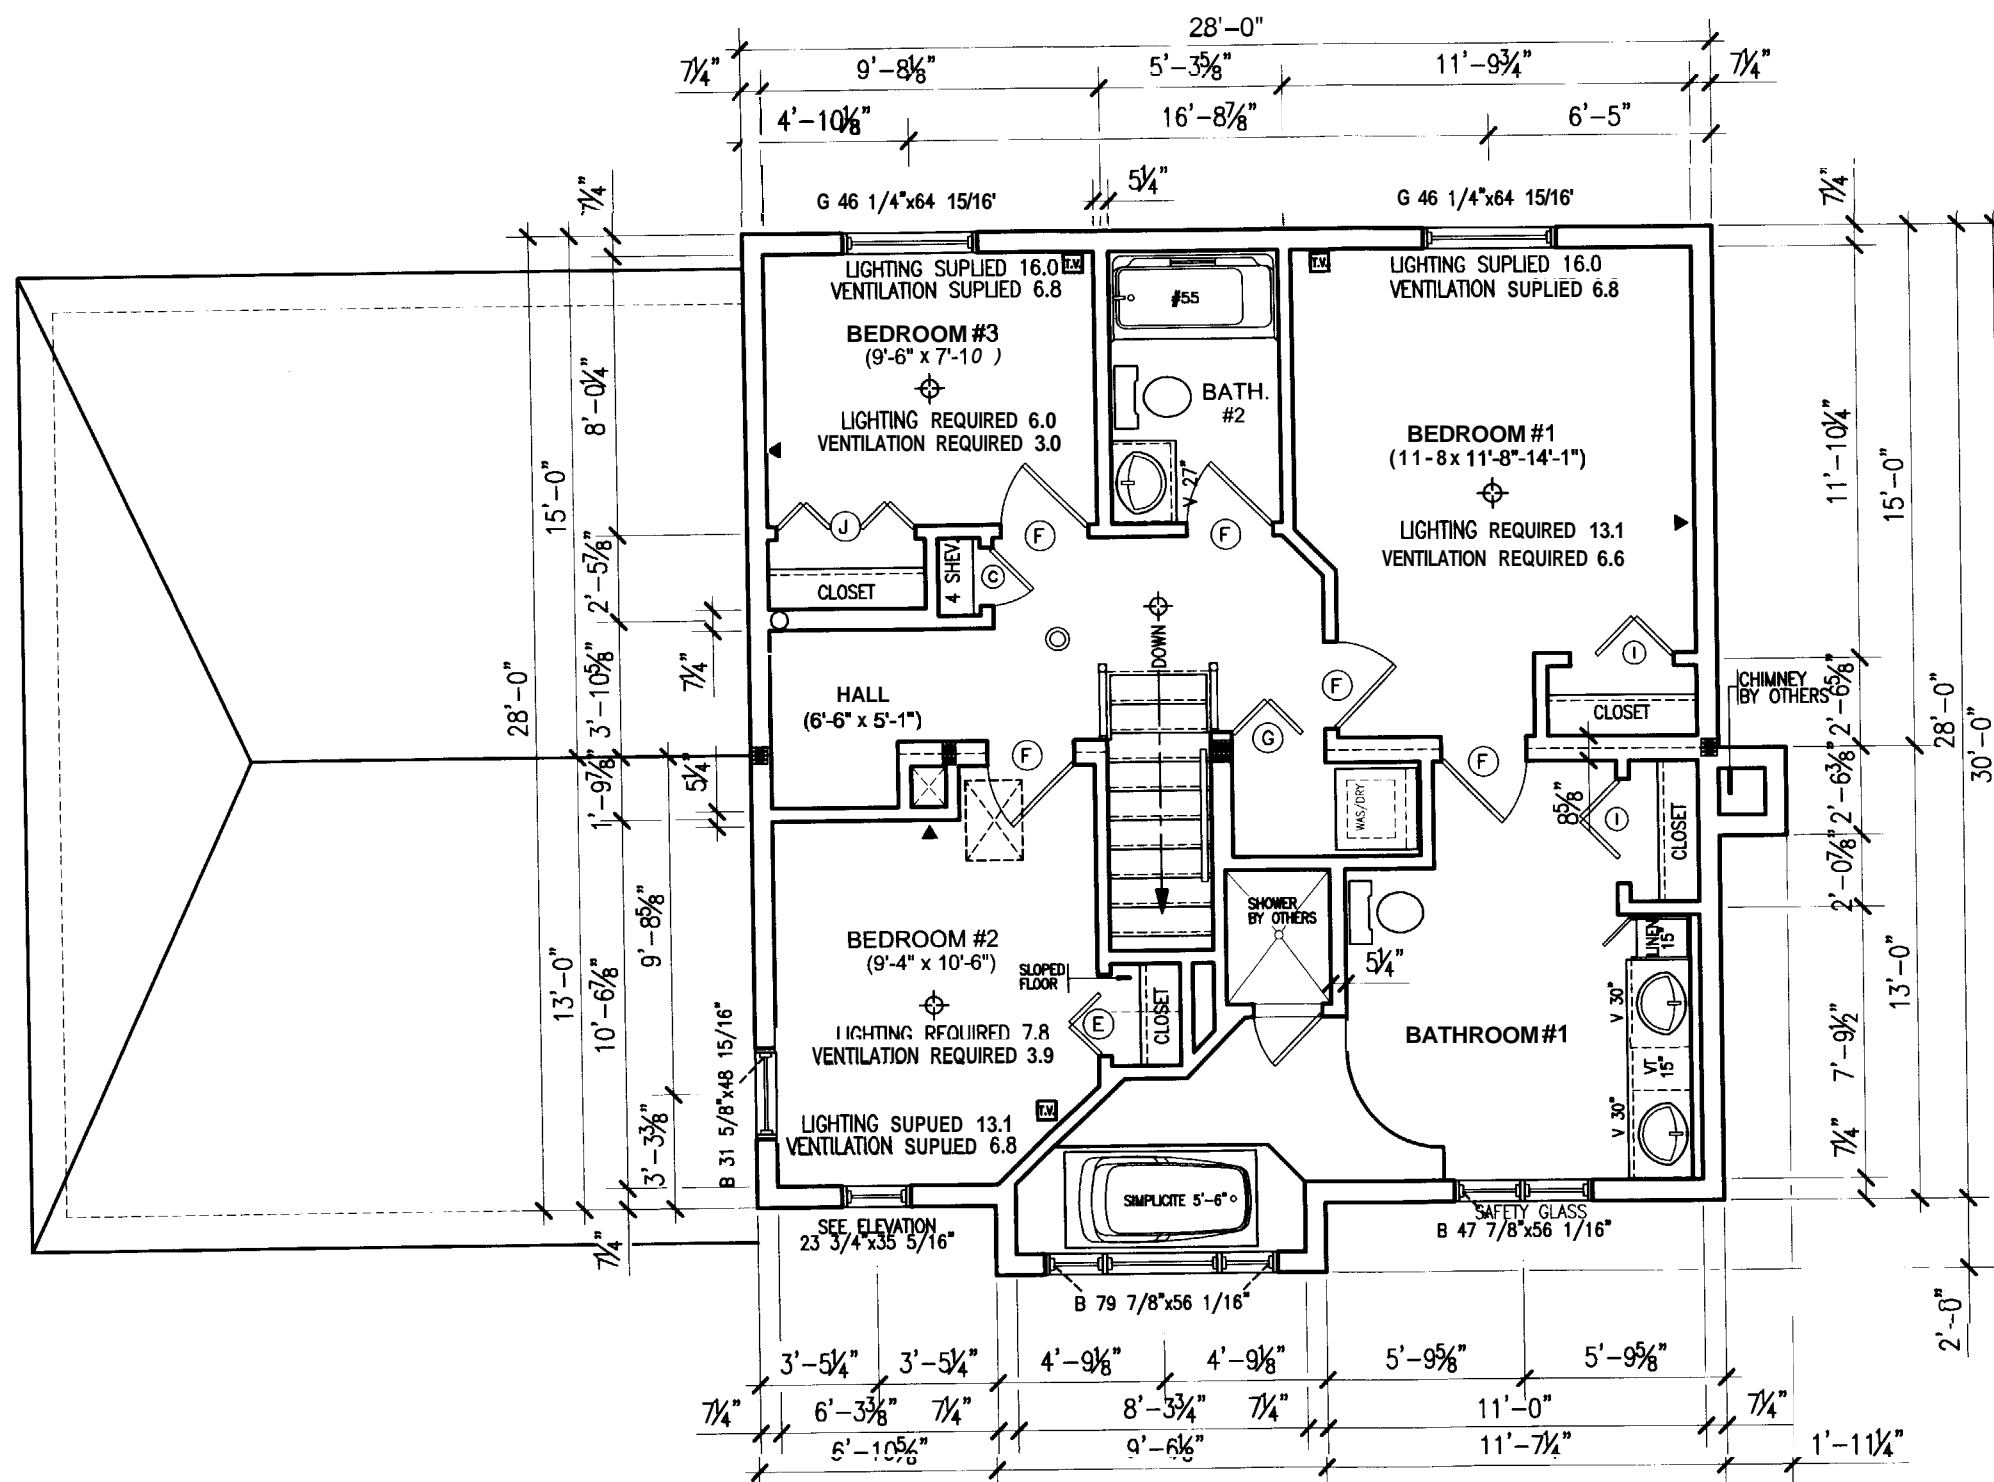 28'-0"
7¼" 9'-8⅛" 5'-3⅝" 11'-9¾" 7¼"
4'-10⅛" 16'-8⅞" 6'-5"
5¼"
G 46 1/4"x64 15/16' G 46 1/4"x64 15/16'
7¼" 7¼"
LIGHTING SUPLIED 16.0
VENTILATION SUPLIED 6.8
T.V.
BEDROOM #3
(9'-6" x 7'-10 )
LIGHTING REQUIRED 6.0
VENTILATION REQUIRED 3.0
#55
BATH.
#2
V 27"
T.V.
LIGHTING SUPLIED 16.0
VENTILATION SUPLIED 6.8
BEDROOM #1
(11-8 x 11'-8"-14'-1")
LIGHTING REQUIRED 13.1
VENTILATION REQUIRED 6.6
J
F
F
C
4 SHEV.
CLOSET
DOWN
HALL
(6'-6" x 5'-1")
F
F
G
F
I
CLOSET
CHIMNEY
BY OTHERS
WAS/DRY
8⅝"
I
CLOSET
SHOWER
BY OTHERS
5¼"
LINEN
15"
V 30"
VT
15"
V 30"
BATHROOM #1
BEDROOM #2
(9'-4" x 10'-6")
SLOPED
FLOOR
E
CLOSET
LIGHTING REQUIRED 7.8
VENTILATION REQUIRED 3.9
T.V.
LIGHTING SUPUED 13.1
VENTILATION SUPUED 6.8
B 31 5/8"x48 15/16"
SIMPLICITE 5'-6"
SEE ELEVATION
23 3/4"x35 5/16"
SAFETY GLASS
B 47 7/8"x56 1/16"
B 79 7/8"x56 1/16"
28'-0"
15'-0"
13'-0"
8'-0¼"
2'-5⅞"
3'-10⅝"
1'-9⅞"
10'-6⅞"
7¼"
7¼"
5¼"
9'-8⅝"
3'-3⅜"
11'-10¼"
2'-6⅝"
2'-6⅜"
2'-0⅞"
7'-9½"
7¼"
15'-0"
13'-0"
28'-0"
30'-0"
2'-0"
3'-5¼" 3'-5¼" 4'-9⅛" 4'-9⅛" 5'-9⅝" 5'-9⅝"
7¼" 6'-3⅜" 7¼" 8'-3¾" 7¼" 11'-0" 7¼"
6'-10⅝" 9'-6⅛" 11'-7¼" 1'-11¼"